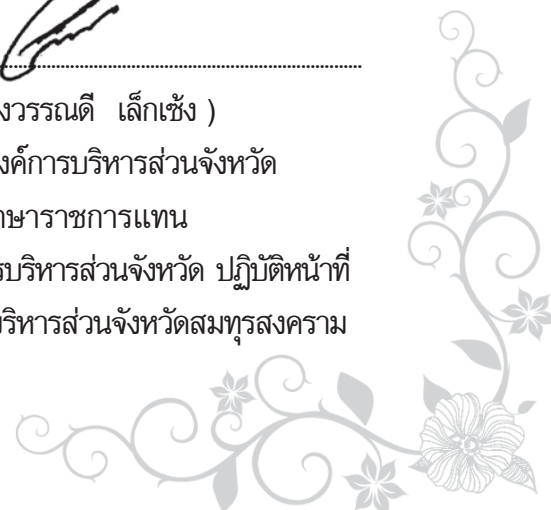 งวรรณดี เล็กเซ้ง )
งค์การบริหารส่วนจังหวัด
าษาราชการแทน
รบริหารส่วนจังหวัด ปฏิบัติหน้าที่
บริหารส่วนจังหวัดสมุทรสงคราม